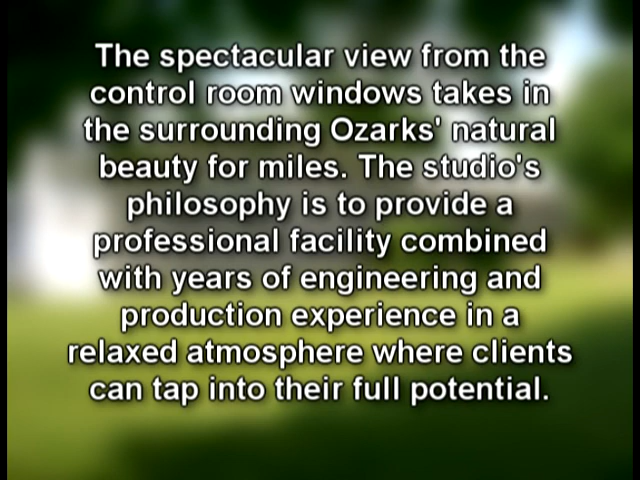 The spectacular view from the
control room windows takes in
the surrounding Ozarks' natural
beauty for miles. The studio's
philosophy is to provide a
professional facility combined
with years of engineering and
production experience in a
relaxed atmosphere where clients
can tap into their full potential.